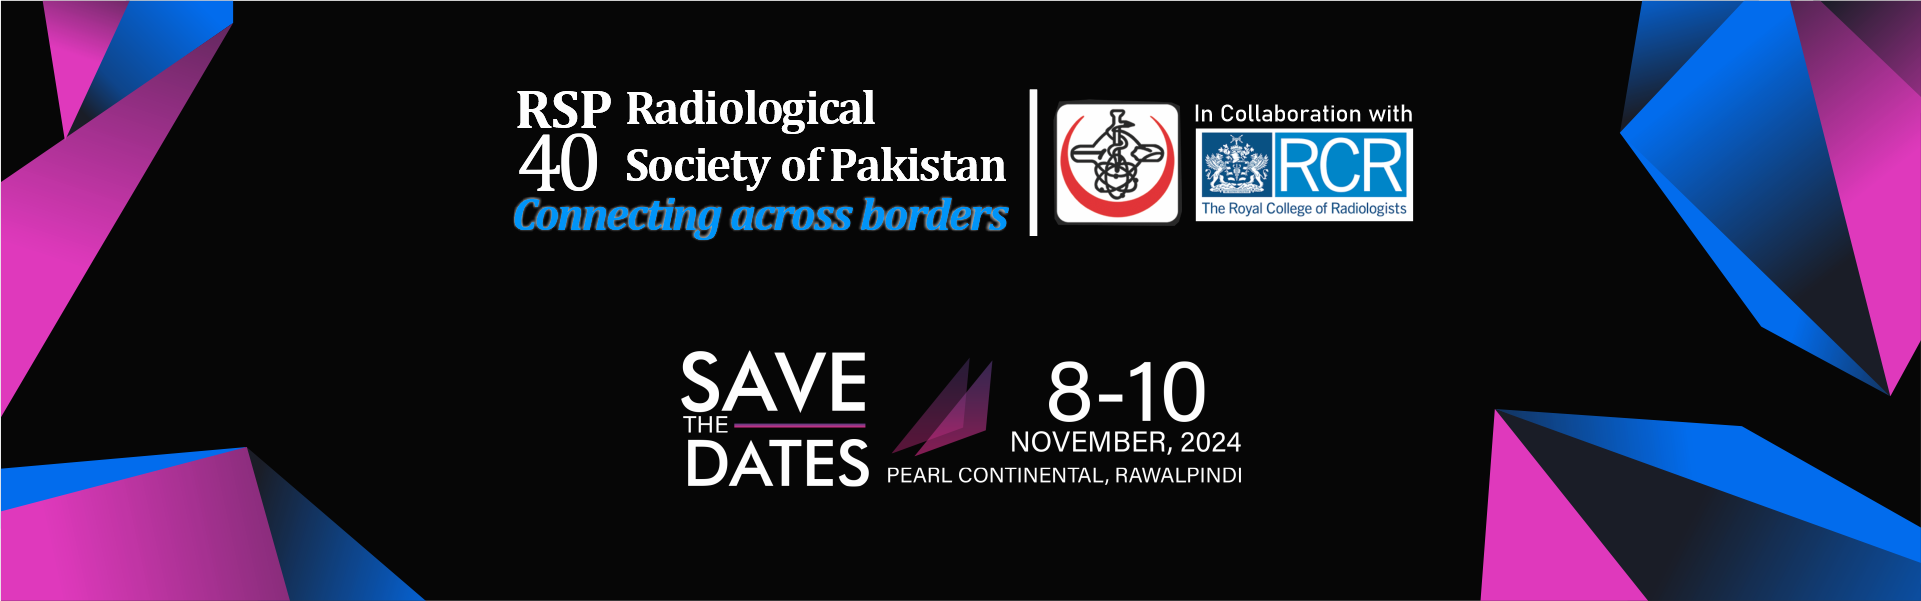 RSP Radiological
40 Society of Pakistan
Connecting across borders
In Collaboration with
RCR
The Royal College of Radiologists
SAVE
THE
DATES
8-10
NOVEMBER, 2024
PEARL CONTINENTAL, RAWALPINDI